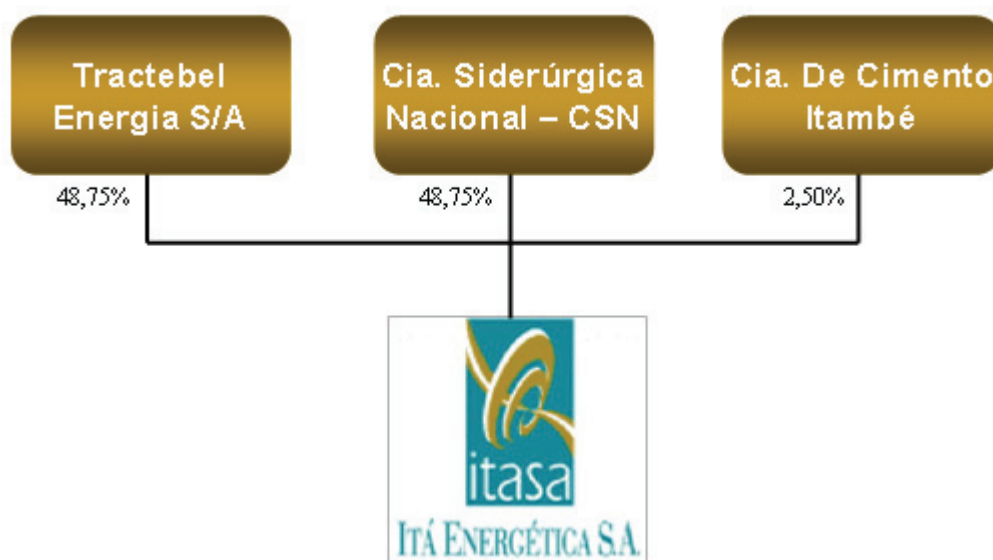 Tractebel
Energia S/A
Cia. Siderúrgica
Nacional – CSN
Cia. De Cimento
Itambé
48,75%
48,75%
2,50%
itasa
ITÁ ENERGÉTICA S.A.